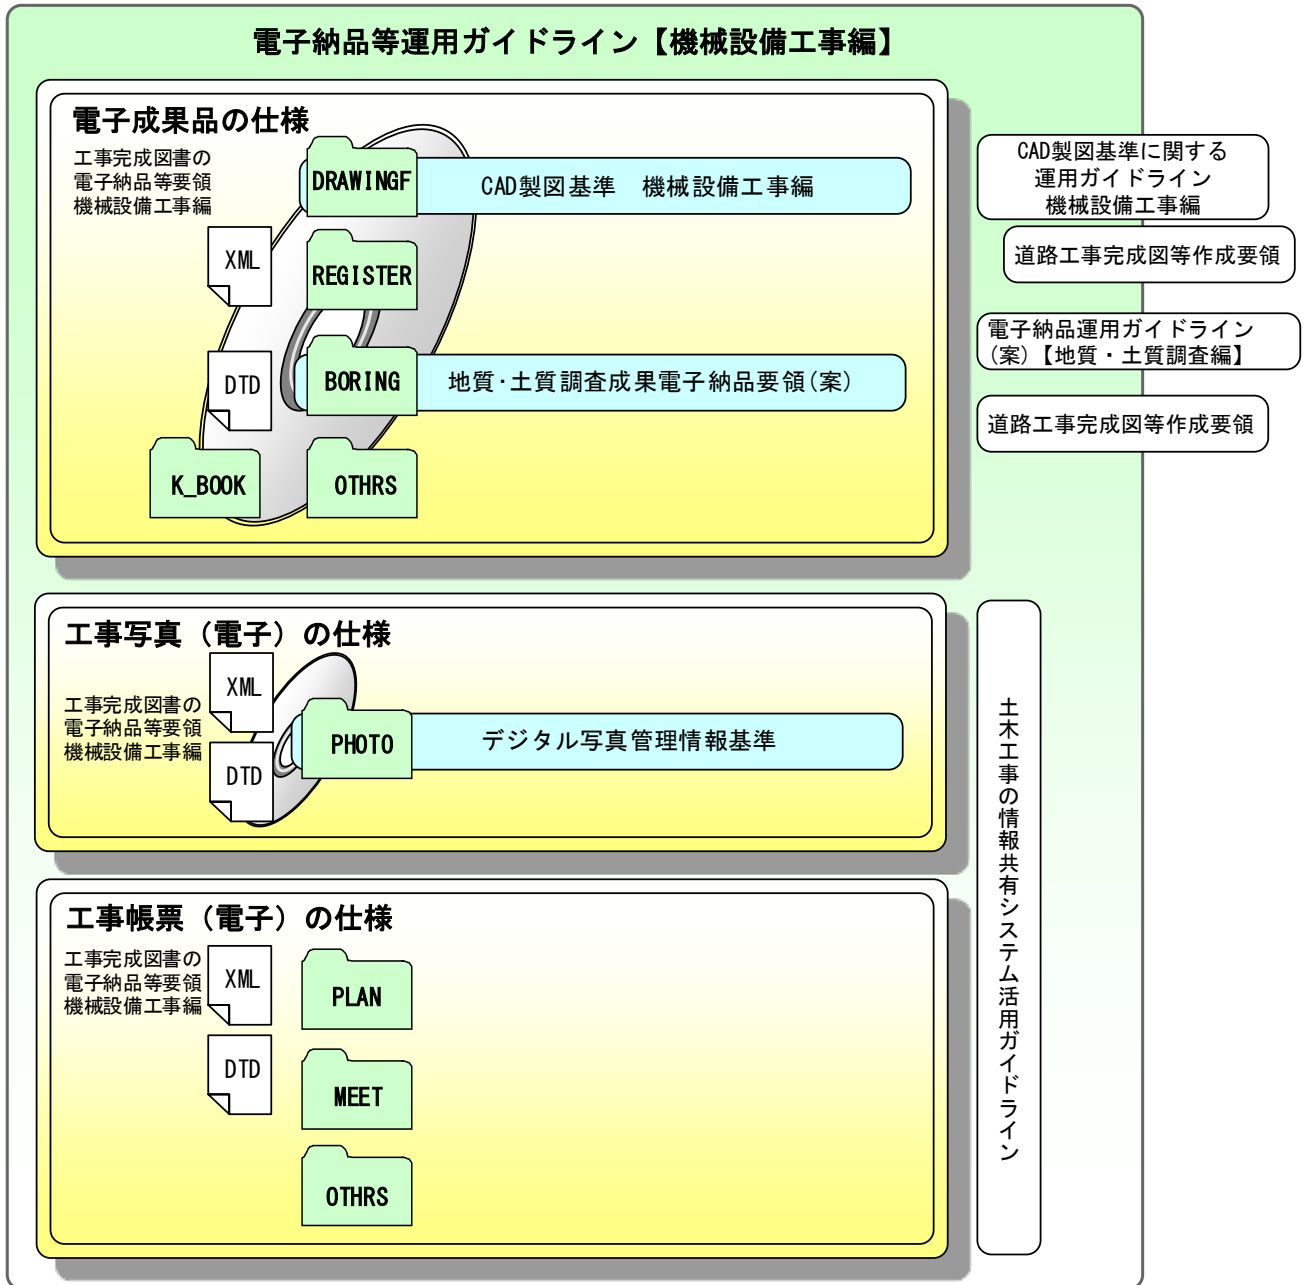 電子納品等運用ガイドライン【機械設備工事編】
電子成果品の仕様
工事完成図書の
電子納品等要領
機械設備工事編
DRAWINGF
CAD製図基準　機械設備工事編
XML
REGISTER
DTD
BORING
地質・土質調査成果電子納品要領(案)
K_BOOK
OTHRS
CAD製図基準に関する
運用ガイドライン
機械設備工事編
道路工事完成図等作成要領
電子納品運用ガイドライン
(案)【地質・土質調査編】
道路工事完成図等作成要領
工事写真（電子）の仕様
工事完成図書の
電子納品等要領
機械設備工事編
XML
DTD
PHOTO
デジタル写真管理情報基準
工事帳票（電子）の仕様
工事完成図書の
電子納品等要領
機械設備工事編
XML
DTD
PLAN
MEET
OTHRS
土木工事の情報共有システム活用ガイドライン